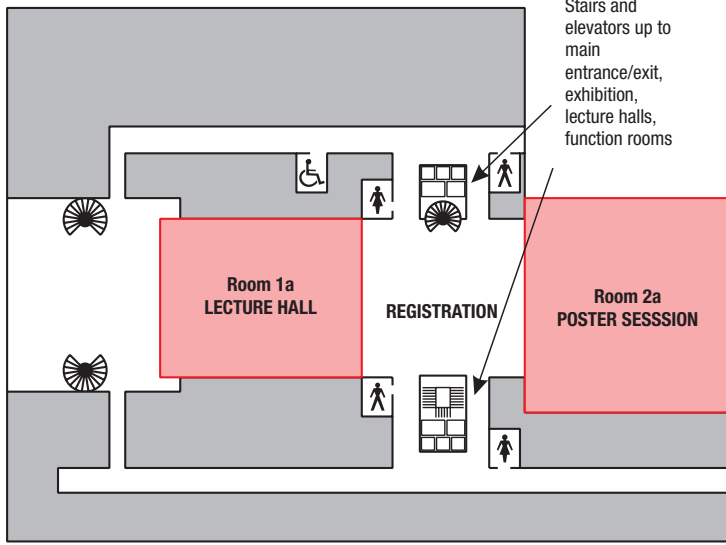 Stairs and
elevators up to
main
entrance/exit,
exhibition,
lecture halls,
function rooms
Room 1a
LECTURE HALL
REGISTRATION
Room 2a
POSTER SESSSION